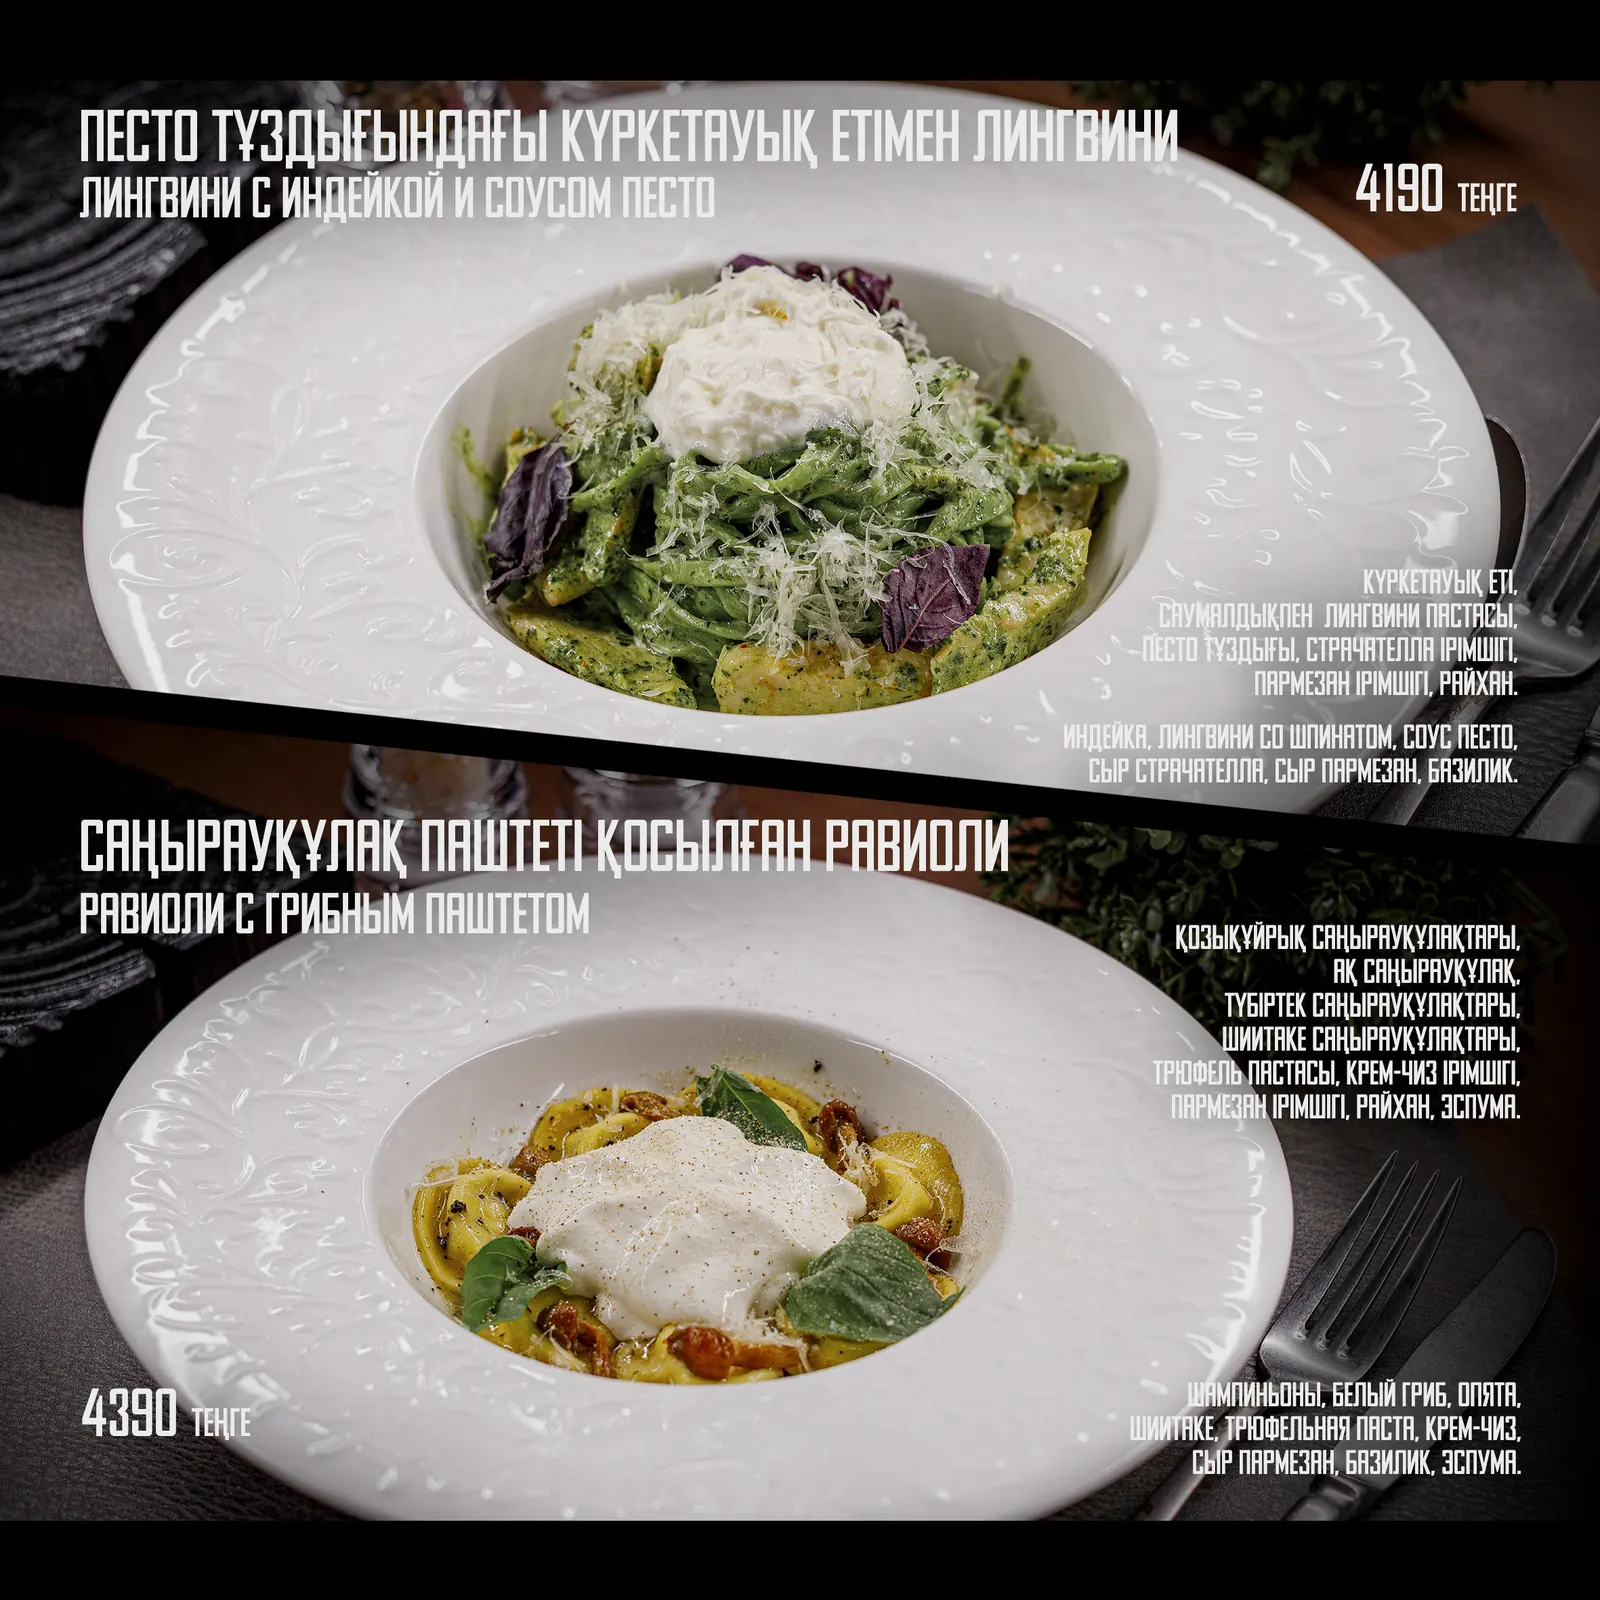 ПЕСТО ТҰЗДЫҒЫНДАҒЫ КҮРКЕТАУЫҚ ЕТІМЕН ЛИНГВИНИ
ЛИНГВИНИ С ИНДЕЙКОЙ И СОУСОМ ПЕСТО
4190 ТЕҢГЕ
КҮРКЕТАУЫҚ ЕТІ,
САУМАЛДЫҚПЕН ЛИНГВИНИ ПАСТАСЫ,
ПЕСТО ТҰЗДЫҒЫ, СТРАЧАТЕЛЛА ІРІМШІГІ,
ПАРМЕЗАН ІРІМШІГІ, РАЙХАН.
ИНДЕЙКА, ЛИНГВИНИ СО ШПИНАТОМ, СОУС ПЕСТО,
СЫР СТРАЧАТЕЛЛА, СЫР ПАРМЕЗАН, БАЗИЛИК.
САҢЫРАУҚҰЛАҚ ПАШТЕТІ ҚОСЫЛҒАН РАВИОЛИ
РАВИОЛИ С ГРИБНЫМ ПАШТЕТОМ
ҚОЗЫҚҰЙРЫҚ САҢЫРАУҚҰЛАҚТАРЫ,
АҚ САҢЫРАУҚҰЛАҚ,
ТҮБІРТЕК САҢЫРАУҚҰЛАҚТАРЫ,
ШИИТАКЕ САҢЫРАУҚҰЛАҚТАРЫ,
ТРЮФЕЛЬ ПАСТАСЫ, КРЕМ-ЧИЗ ІРІМШІГІ,
ПАРМЕЗАН ІРІМШІГІ, РАЙХАН, ЭСПУМА.
4390 ТЕҢГЕ
ШАМПИНЬОНЫ, БЕЛЫЙ ГРИБ, ОПЯТА,
ШИИТАКЕ, ТРЮФЕЛЬНАЯ ПАСТА, КРЕМ-ЧИЗ,
СЫР ПАРМЕЗАН, БАЗИЛИК, ЭСПУМА.